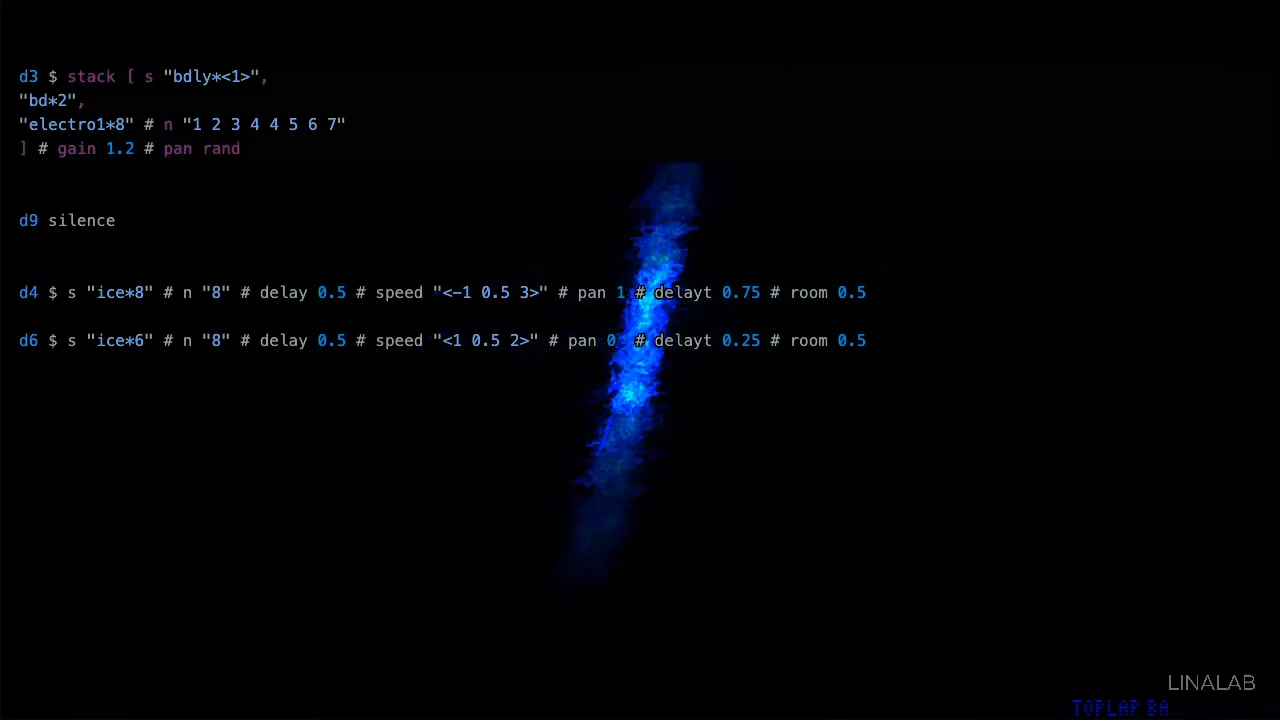 d3 $ stack [ s "bdly*<1>",
"bd*2",
"electro1*8" # n "1 2 3 4 4 5 6 7"
] # gain 1.2 # pan rand
d9 silence
d4 $ s "ice*8" # n "8" # delay 0.5 # speed "<-1 0.5 3>" # pan 1 # delayt 0.75 # room 0.5
d6 $ s "ice*6" # n "8" # delay 0.5 # speed "<1 0.5 2>" # pan 0 # delayt 0.25 # room 0.5
LINALAB
TOPLAP BA